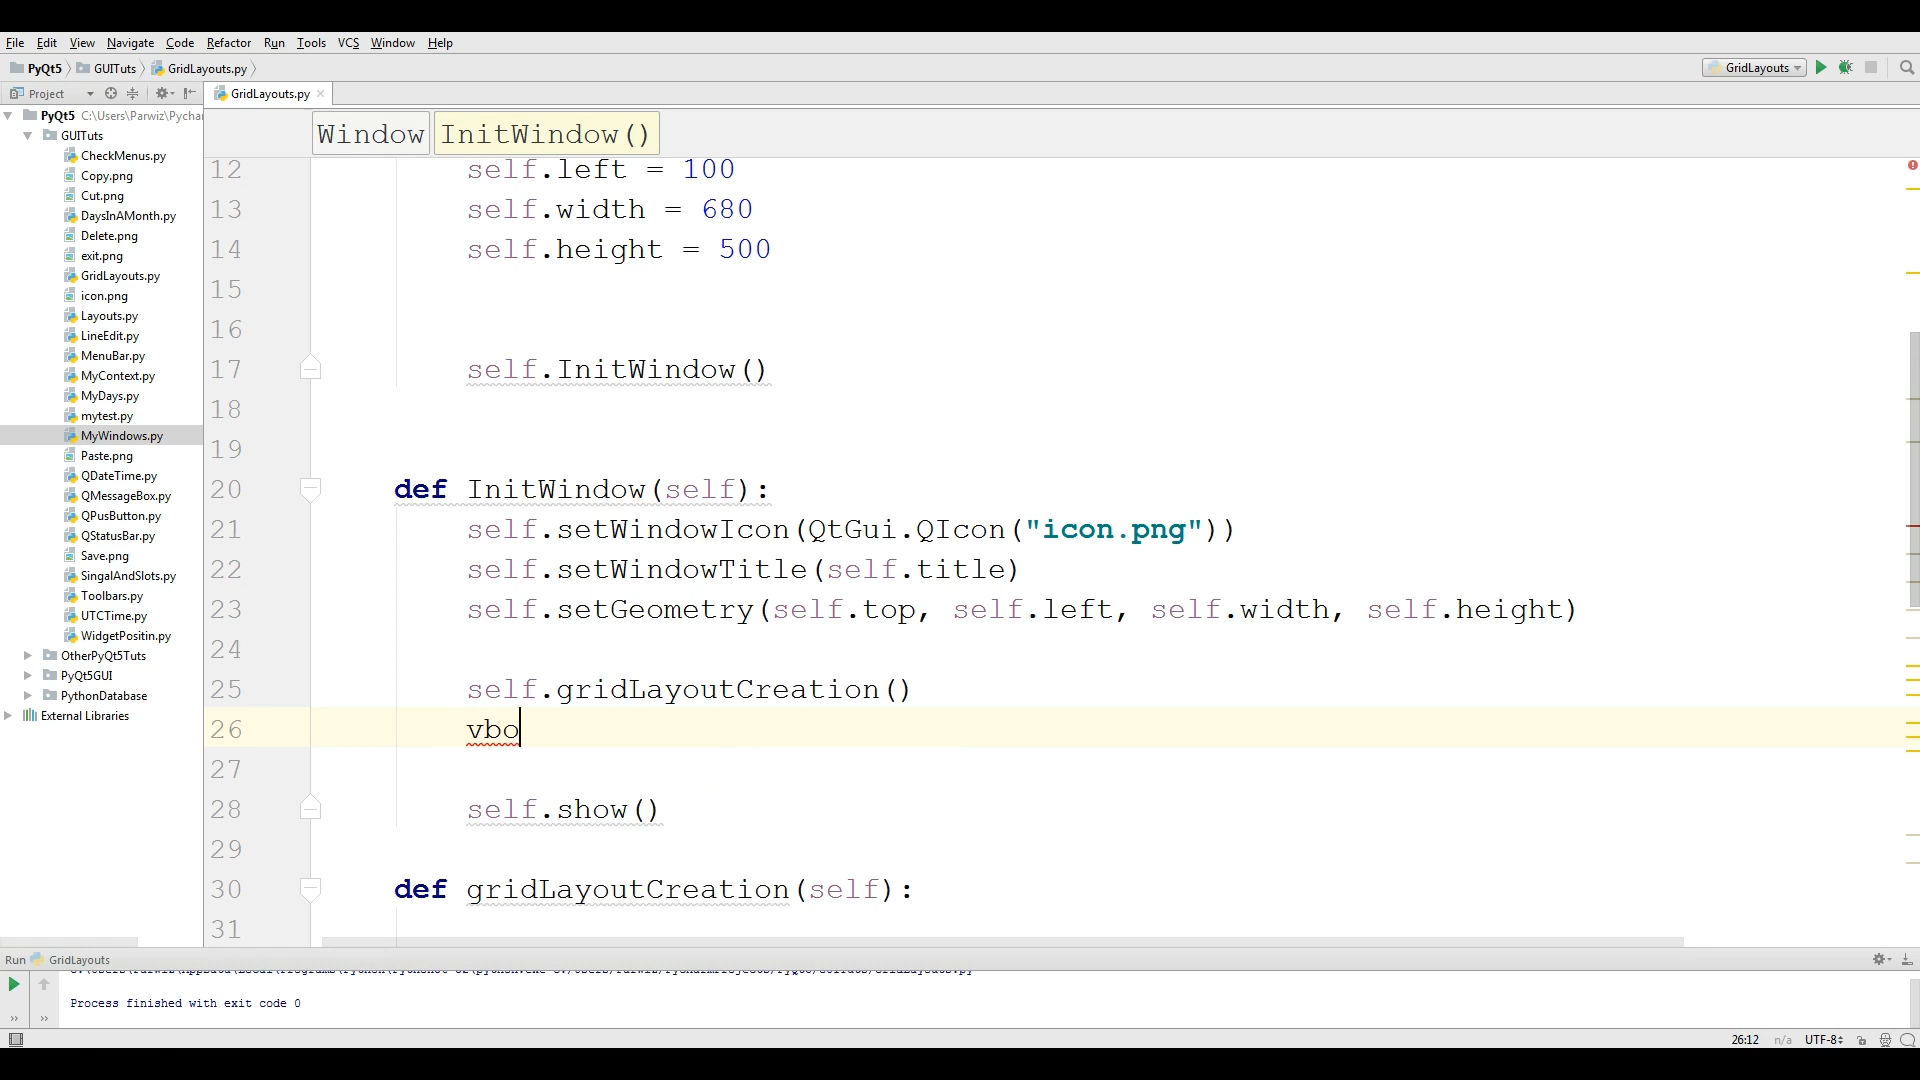 File Edit View Navigate Code Refactor Run Tools VCS Window Help
PyQt5 GUITuts GridLayouts.py GridLayouts
Project GridLayouts.py
PyQt5 C:\Users\Parwiz\Pychar
GUITuts
CheckMenus.py
Copy.png
Cut.png
DaysInAMonth.py
Delete.png
exit.png
GridLayouts.py
icon.png
Layouts.py
LineEdit.py
MenuBar.py
MyContext.py
MyDays.py
mytest.py
MyWindows.py
Paste.png
QDateTime.py
QMessageBox.py
QPusButton.py
QStatusBar.py
Save.png
SingalAndSlots.py
Toolbars.py
UTCTime.py
WidgetPositin.py
OtherPyQt5Tuts
PyQt5GUI
PythonDatabase
External Libraries
Window InitWindow()
12 self.left = 100
13 self.width = 680
14 self.height = 500
15
16
17 self.InitWindow()
18
19
20 def InitWindow(self):
21 self.setWindowIcon(QtGui.QIcon("icon.png"))
22 self.setWindowTitle(self.title)
23 self.setGeometry(self.top, self.left, self.width, self.height)
24
25 self.gridLayoutCreation()
26 vbo
27
28 self.show()
29
30 def gridLayoutCreation(self):
31
Run GridLayouts
Process finished with exit code 0
26:12 n/a UTF-8